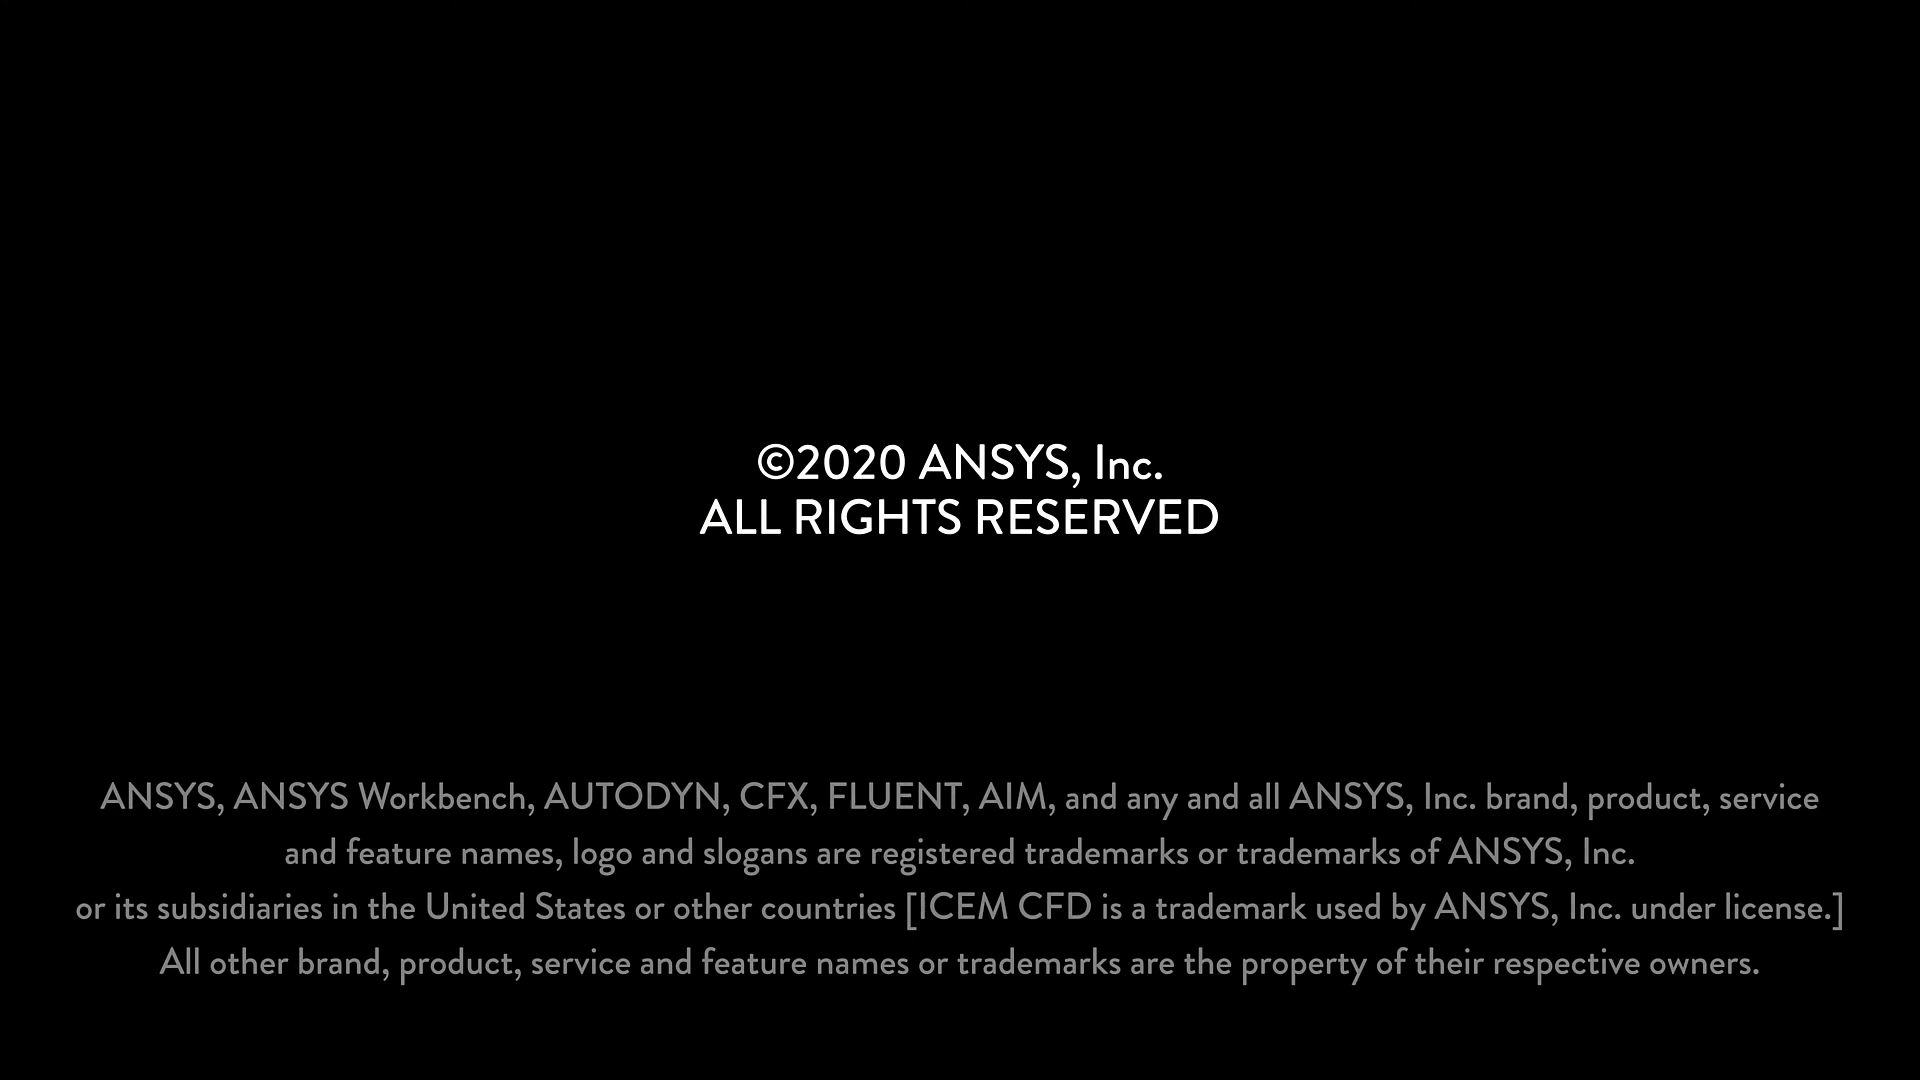 ©2020 ANSYS, Inc.
ALL RIGHTS RESERVED
ANSYS, ANSYS Workbench, AUTODYN, CFX, FLUENT, AIM, and any and all ANSYS, Inc. brand, product, service
and feature names, logo and slogans are registered trademarks or trademarks of ANSYS, Inc.
or its subsidiaries in the United States or other countries [ICEM CFD is a trademark used by ANSYS, Inc. under license.]
All other brand, product, service and feature names or trademarks are the property of their respective owners.